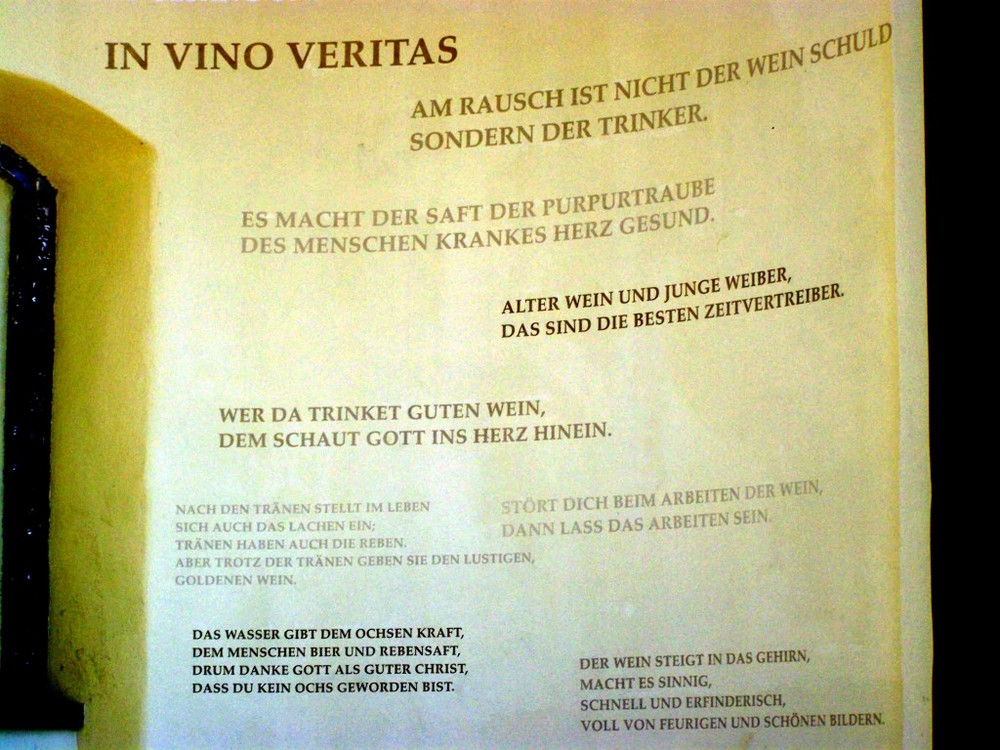 IN VINO VERITAS
AM RAUSCH IST NICHT DER WEIN SCHULD
SONDERN DER TRINKER.
ES MACHT DER SAFT DER PURPURTRAUBE
DES MENSCHEN KRANKES HERZ GESUND.
ALTER WEIN UND JUNGE WEIBER,
DAS SIND DIE BESTEN ZEITVERTREIBER.
WER DA TRINKET GUTEN WEIN,
DEM SCHAUT GOTT INS HERZ HINEIN.
NACH DEN TRÄNEN STELLT IM LEBEN
SICH AUCH DAS LACHEN EIN;
TRÄNEN HABEN AUCH DIE REBEN.
ABER TROTZ DER TRÄNEN GEBEN SIE DEN LUSTIGEN,
GOLDENEN WEIN.
STÖRT DICH BEIM ARBEITEN DER WEIN,
DANN LASS DAS ARBEITEN SEIN.
DAS WASSER GIBT DEM OCHSEN KRAFT,
DEM MENSCHEN BIER UND REBENSAFT,
DRUM DANKE GOTT ALS GUTER CHRIST,
DASS DU KEIN OCHS GEWORDEN BIST.
DER WEIN STEIGT IN DAS GEHIRN,
MACHT ES SINNIG,
SCHNELL UND ERFINDERISCH,
VOLL VON FEURIGEN UND SCHÖNEN BILDERN.